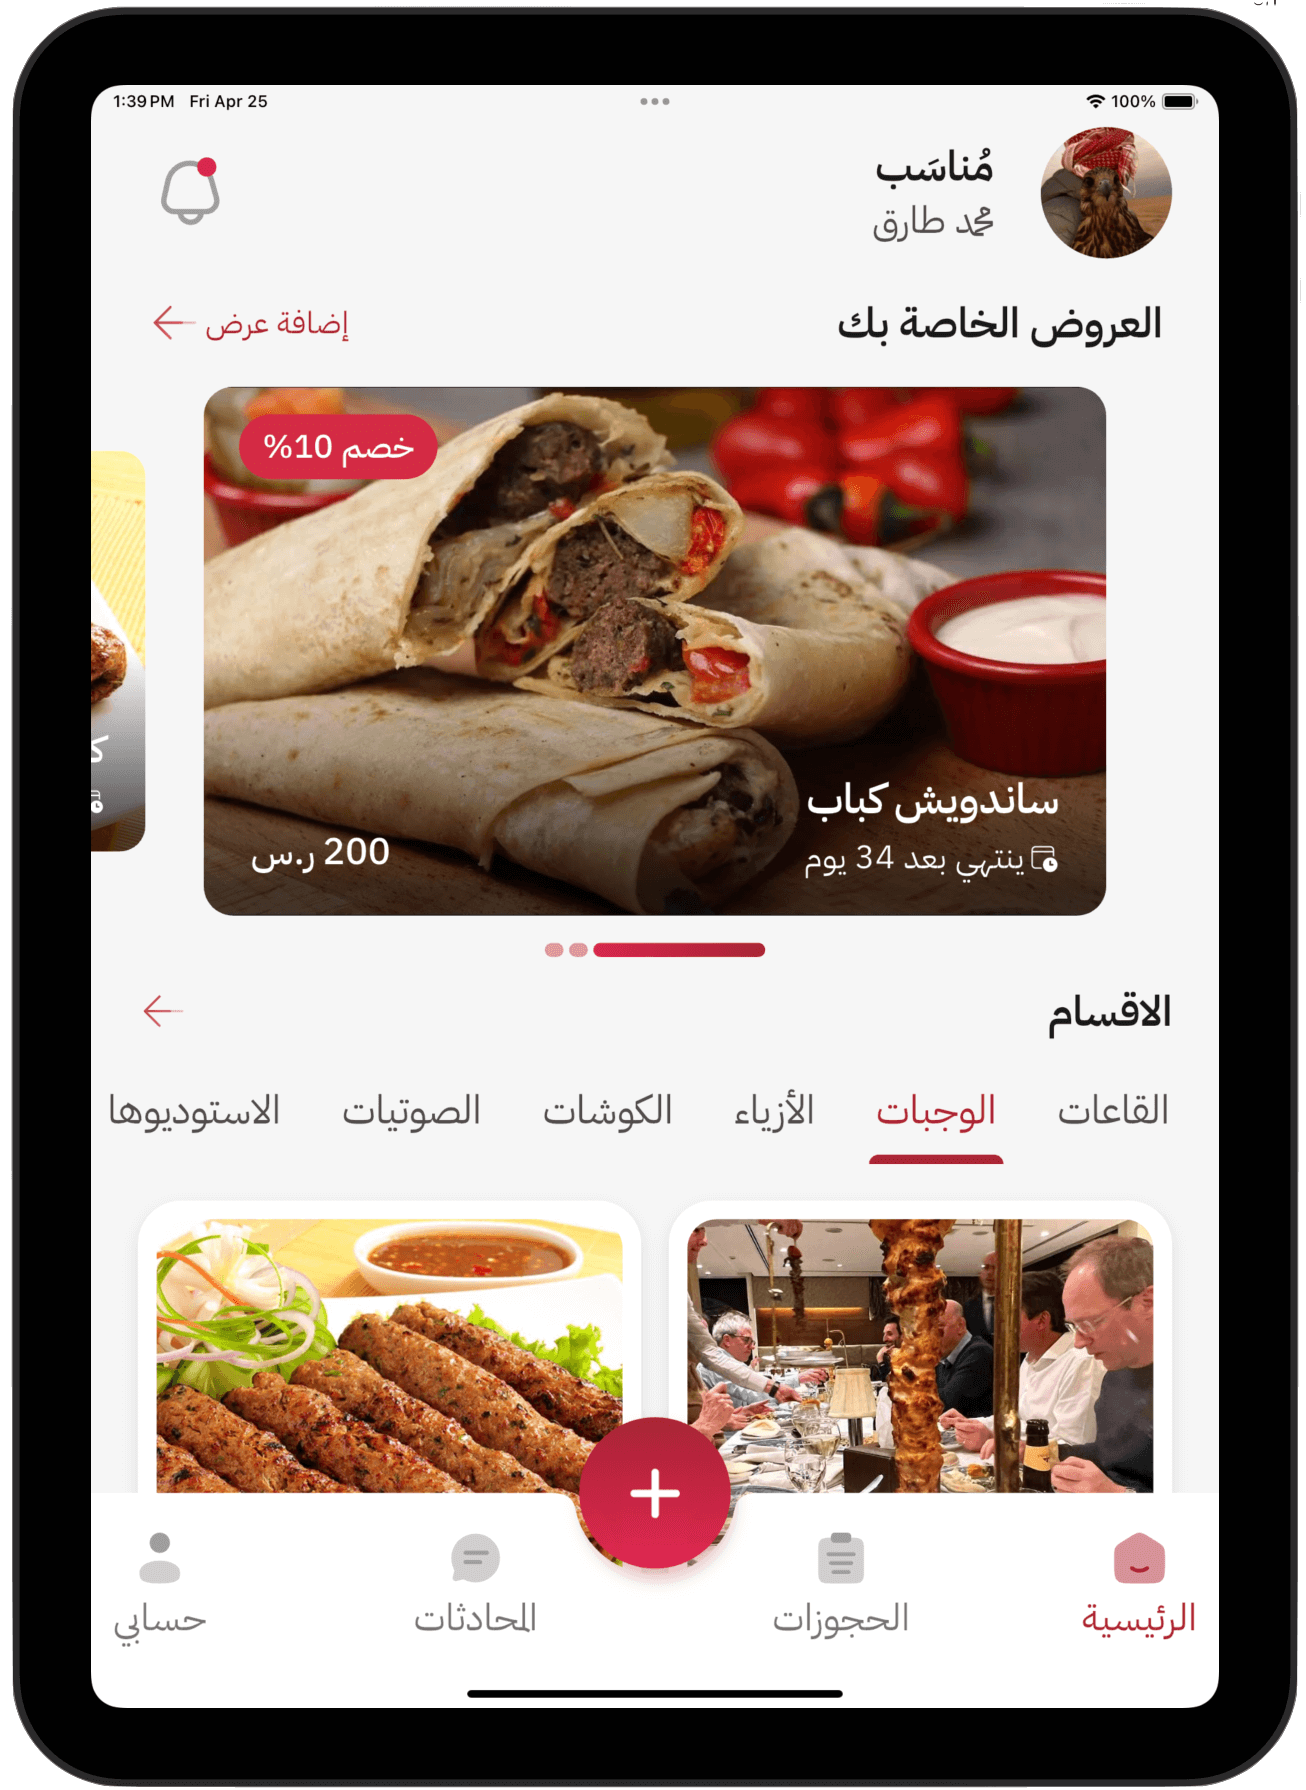 1:39 PM Fri Apr 25
100%
مُناسَب
محمد طارق
العروض الخاصة بك
إضافة عرض
خصم 10%
ساندويش كباب
ينتهي بعد 34 يوم
200 ر.س
الاقسام
القاعات
الوجبات
الأزياء
الكوشات
الصوتيات
الاستوديوها
الرئيسية
الحجوزات
المحادثات
حسابي